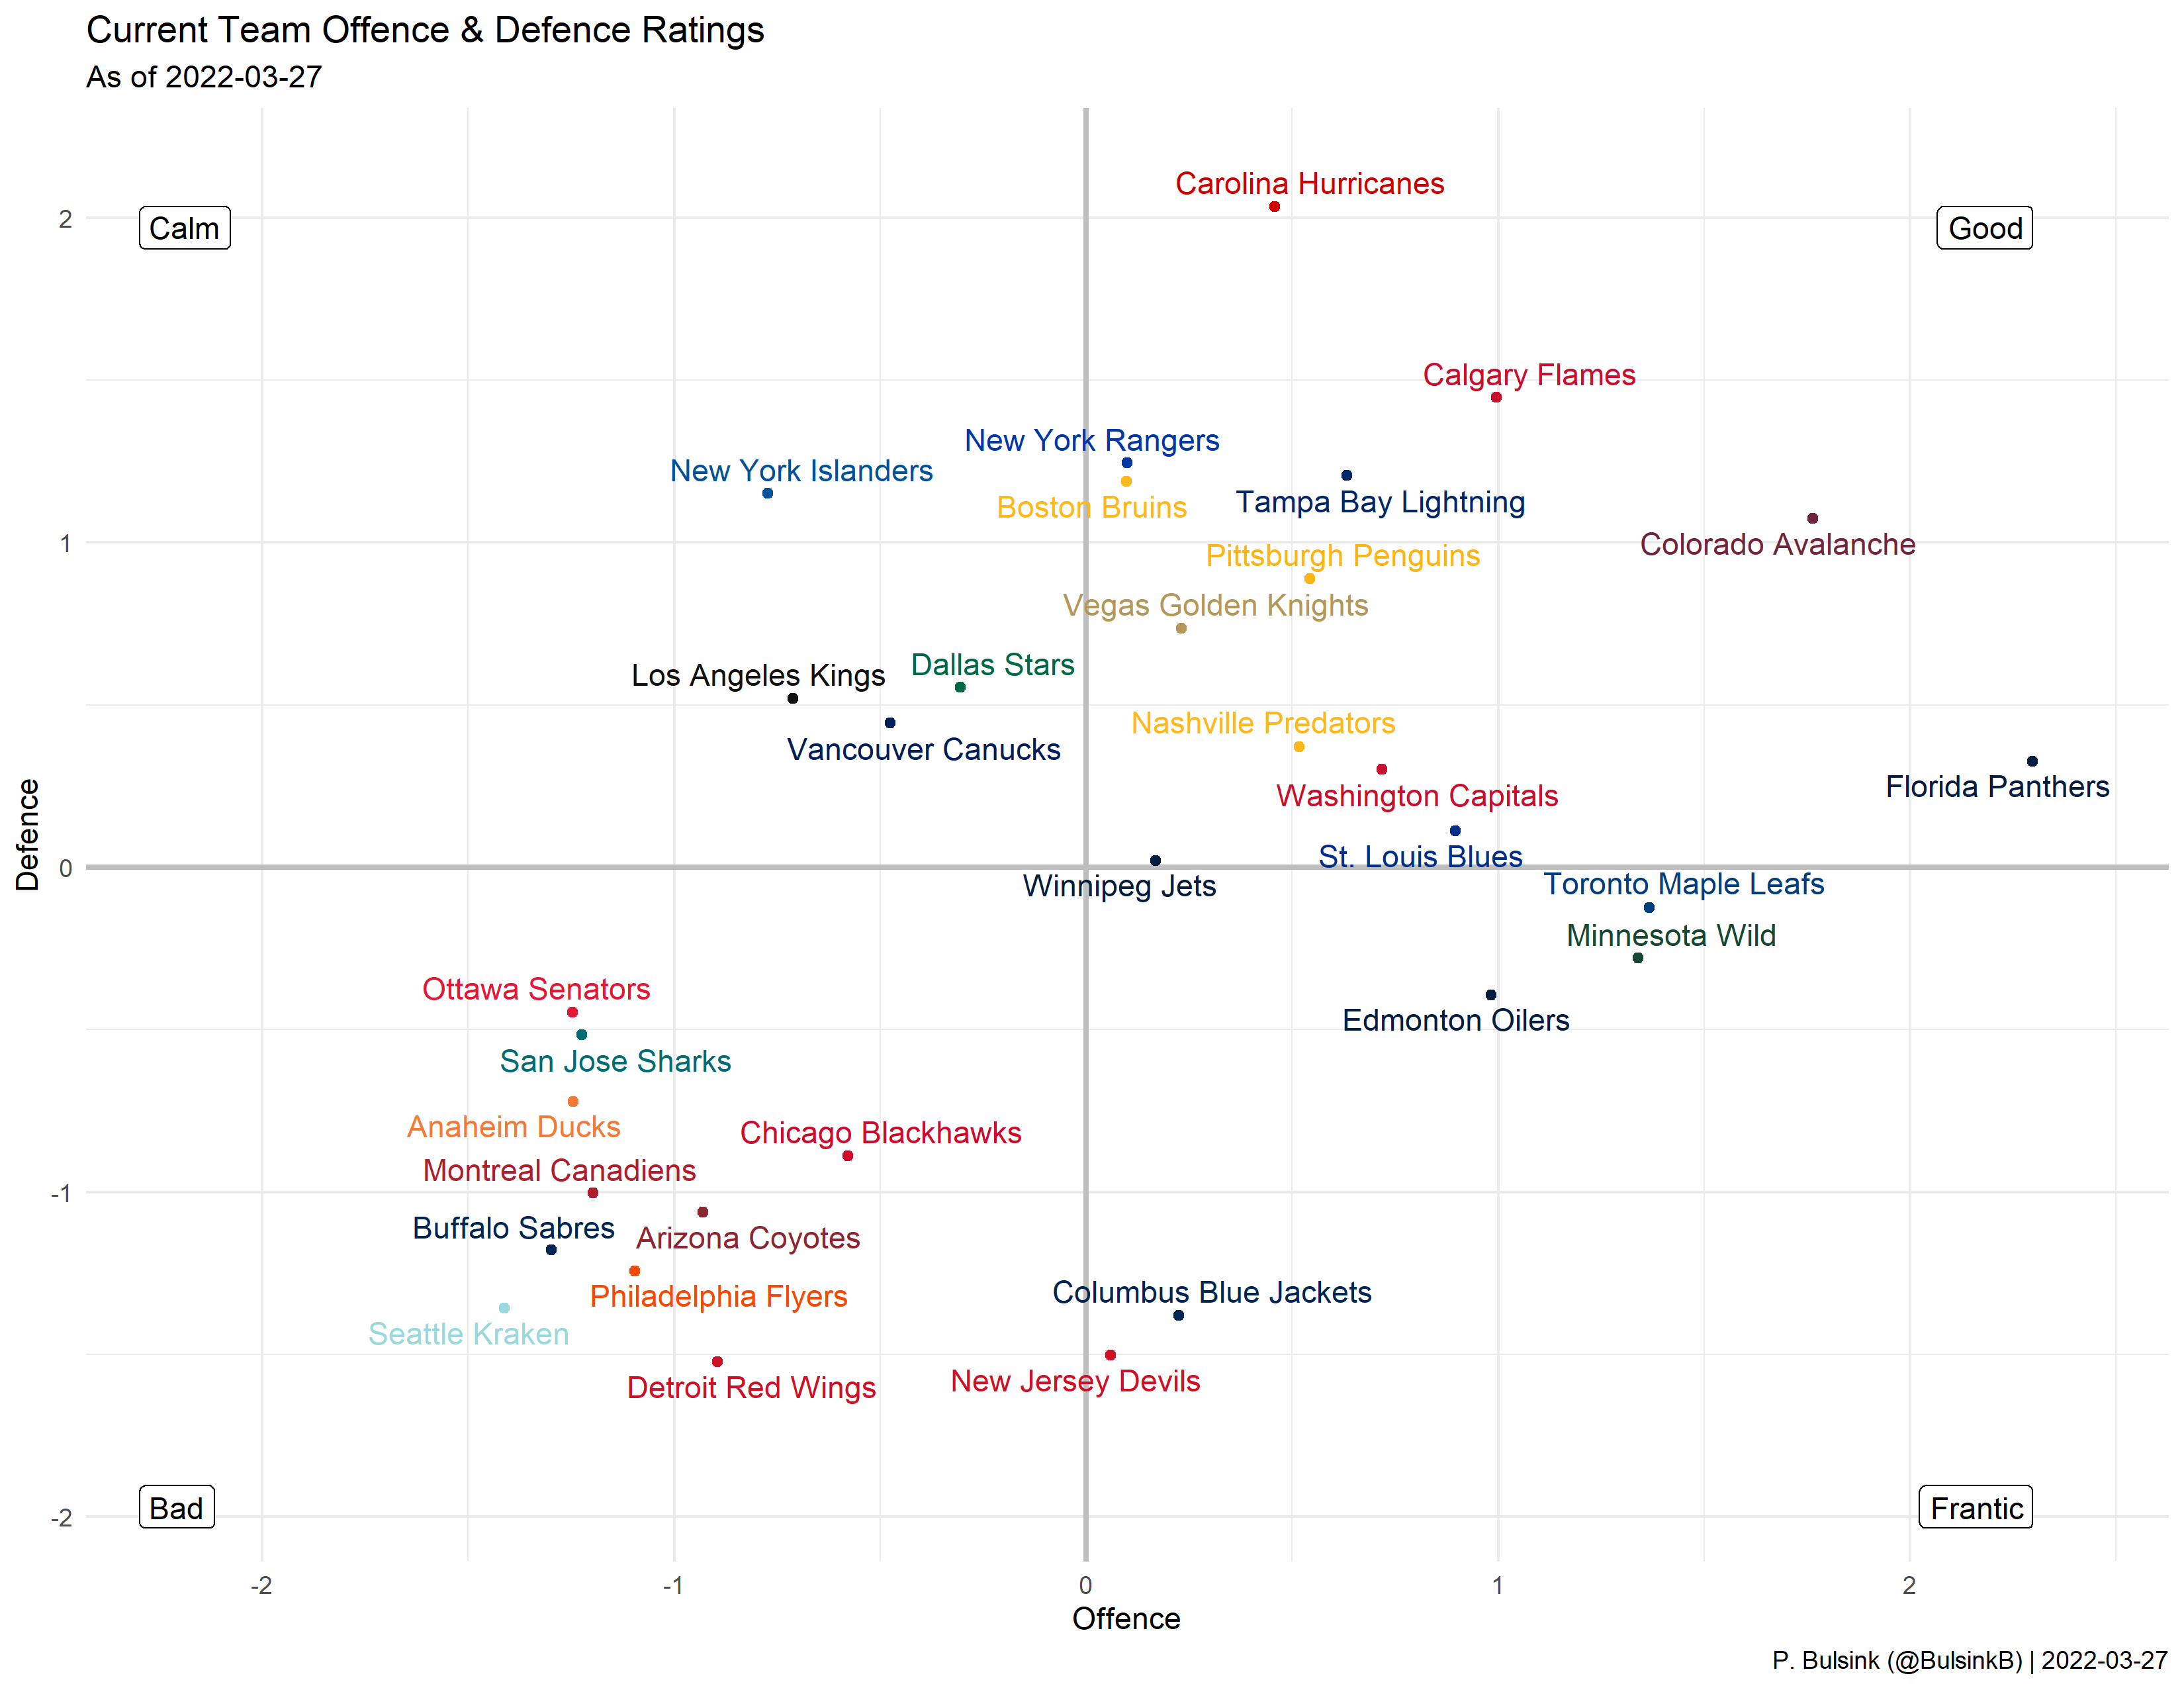 Current Team Offence & Defence Ratings
As of 2022-03-27
Carolina Hurricanes
2
Calm
Good
Calgary Flames
New York Rangers
New York Islanders
Boston Bruins
Tampa Bay Lightning
1
Colorado Avalanche
Pittsburgh Penguins
Vegas Golden Knights
Dallas Stars
Los Angeles Kings
Nashville Predators
Vancouver Canucks
Florida Panthers
Washington Capitals
Defence
St. Louis Blues
0
Toronto Maple Leafs
Winnipeg Jets
Minnesota Wild
Ottawa Senators
Edmonton Oilers
San Jose Sharks
Anaheim Ducks
Chicago Blackhawks
Montreal Canadiens
-1
Buffalo Sabres
Arizona Coyotes
Columbus Blue Jackets
Philadelphia Flyers
Seattle Kraken
New Jersey Devils
Detroit Red Wings
Bad
Frantic
-2
-2
-1
0
1
2
Offence
P. Bulsink (@BulsinkB) | 2022-03-27